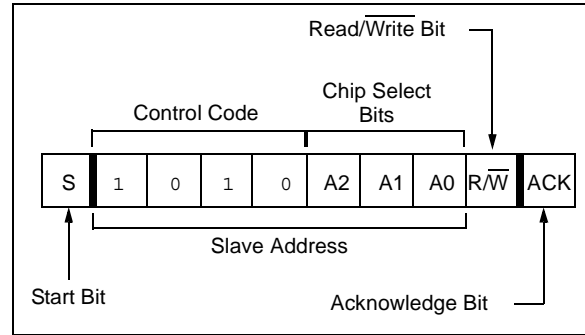 Read/Write Bit
Control Code
Chip Select
Bits
S 1 0 1 0 A2 A1 A0 R/W ACK
Slave Address
Start Bit
Acknowledge Bit